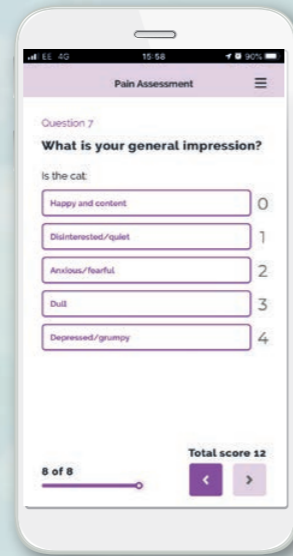 EE 4G 15:58 90%
Pain Assessment
Question 7
What is your general impression?
Is the cat:
Happy and content 0
Disinterested/quiet 1
Anxious/fearful 2
Dull 3
Depressed/grumpy 4
Total score 12
8 of 8